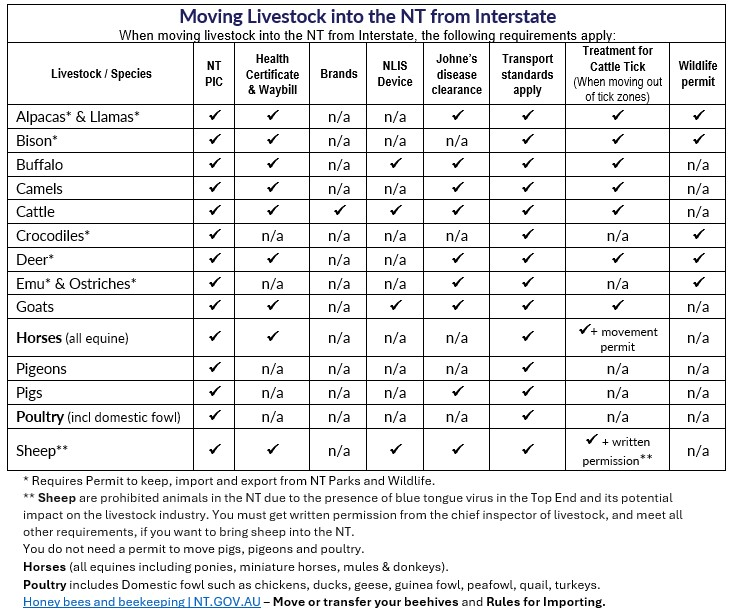 Moving Livestock into the NT from Interstate
When moving livestock into the NT from Interstate, the following requirements apply:
Livestock / Species
NT
PIC
Health
Certificate
& Waybill
Brands
NLIS
Device
Johne's
disease
clearance
Transport
standards
apply
Treatment for
Cattle Tick
(When moving out
of tick zones)
Wildlife
permit
Alpacas* & Llamas* ✔ ✔ n/a n/a ✔ ✔ ✔ ✔
Bison* ✔ ✔ n/a n/a n/a ✔ ✔ ✔
Buffalo ✔ ✔ n/a ✔ ✔ ✔ ✔ n/a
Camels ✔ ✔ n/a n/a ✔ ✔ ✔ n/a
Cattle ✔ ✔ ✔ ✔ ✔ ✔ ✔ n/a
Crocodiles* ✔ n/a n/a n/a n/a ✔ n/a ✔
Deer* ✔ ✔ n/a n/a ✔ ✔ ✔ ✔
Emu* & Ostriches* ✔ n/a n/a n/a ✔ ✔ n/a ✔
Goats ✔ ✔ n/a ✔ ✔ ✔ ✔ n/a
Horses (all equine) ✔ ✔ n/a n/a n/a ✔ ✔+ movement permit n/a
Pigeons ✔ n/a n/a n/a n/a ✔ n/a n/a
Pigs ✔ n/a n/a n/a ✔ ✔ n/a n/a
Poultry (incl domestic fowl) ✔ n/a n/a n/a n/a ✔ n/a n/a
Sheep** ✔ ✔ n/a ✔ ✔ ✔ ✔ + written permission** n/a
* Requires Permit to keep, import and export from NT Parks and Wildlife.
** Sheep are prohibited animals in the NT due to the presence of blue tongue virus in the Top End and its potential
impact on the livestock industry. You must get written permission from the chief inspector of livestock, and meet all
other requirements, if you want to bring sheep into the NT.
You do not need a permit to move pigs, pigeons and poultry.
Horses (all equines including ponies, miniature horses, mules & donkeys).
Poultry includes Domestic fowl such as chickens, ducks, geese, guinea fowl, peafowl, quail, turkeys.
Honey bees and beekeeping | NT.GOV.AU – Move or transfer your beehives and Rules for Importing.